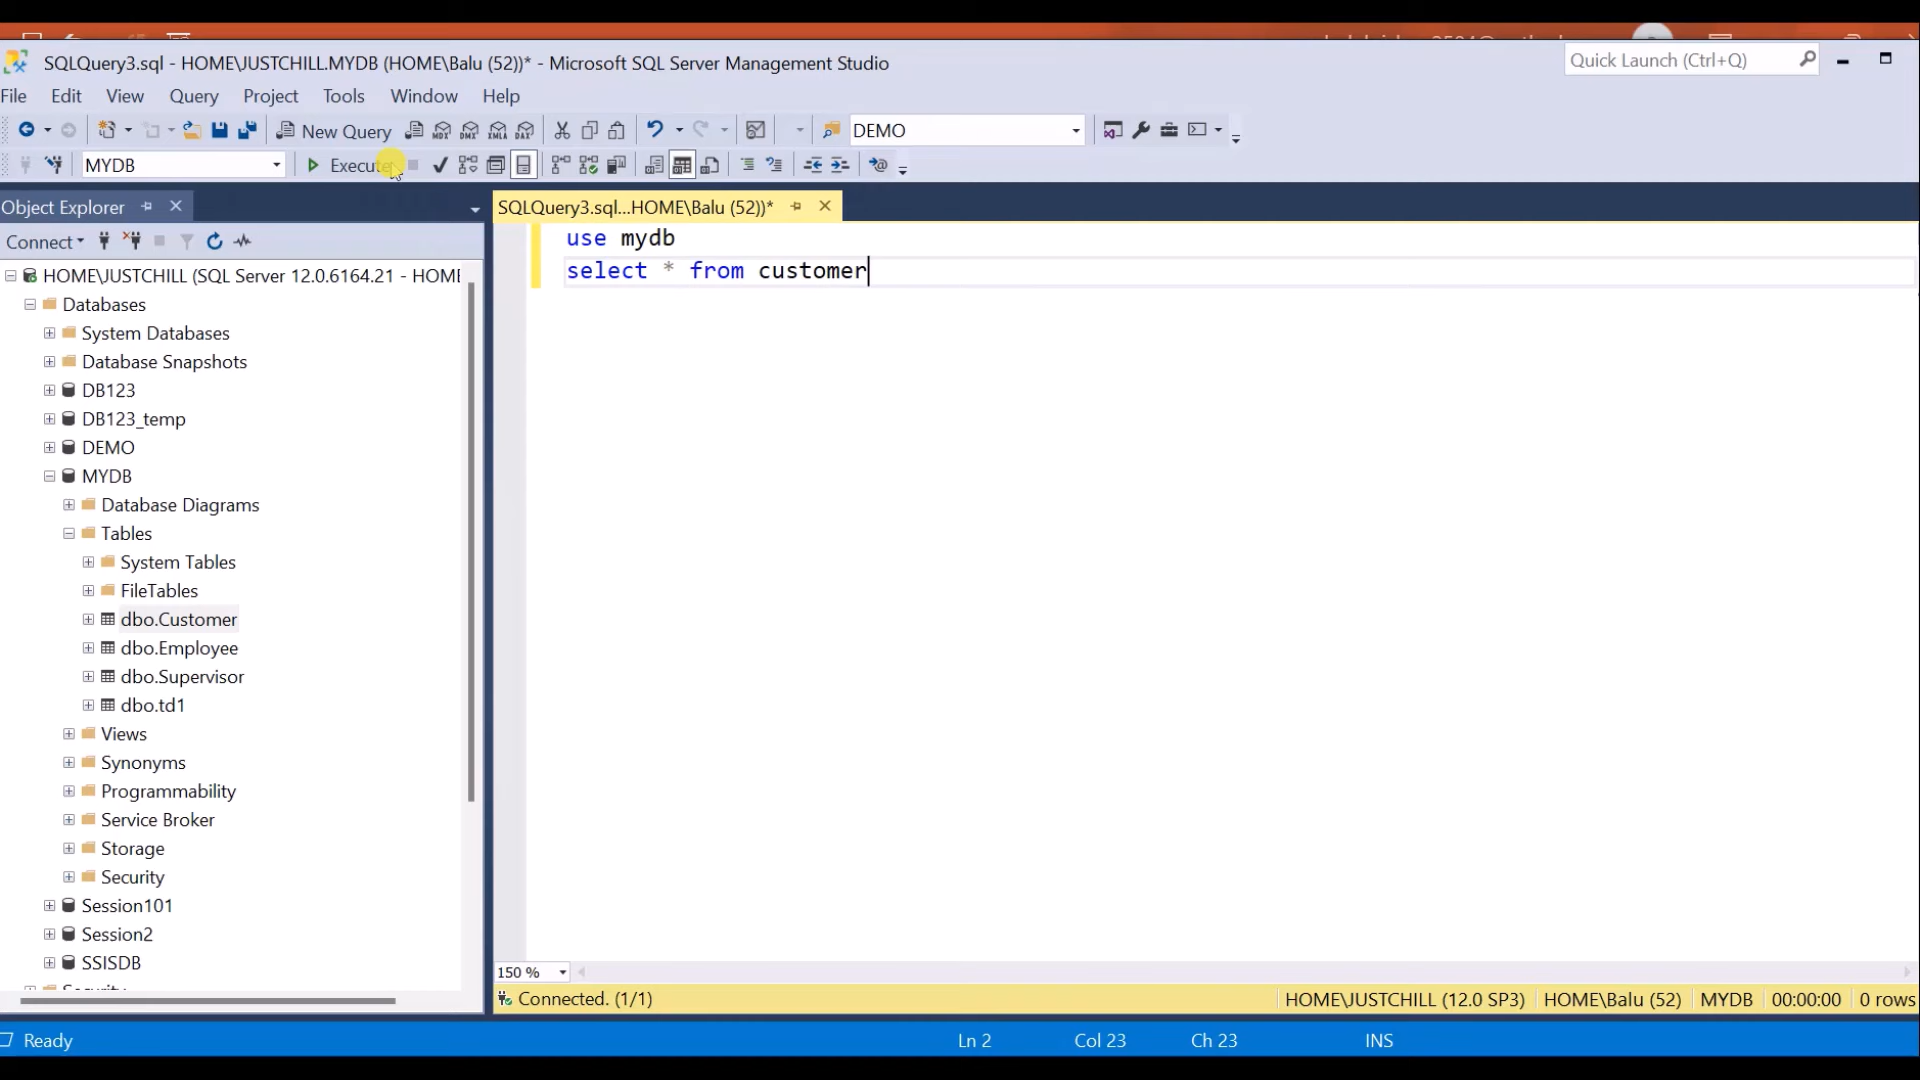 SQLQuery3.sql - HOME\JUSTCHILL.MYDB (HOME\Balu (52))* - Microsoft SQL Server Management Studio
Quick Launch (Ctrl+Q)
File Edit View Query Project Tools Window Help
New Query MDX DMX XMLA DAX DEMO
MYDB Execute
Object Explorer
SQLQuery3.sql...HOME\Balu (52))*
Connect
HOME\JUSTCHILL (SQL Server 12.0.6164.21 - HOME
Databases
System Databases
Database Snapshots
DB123
DB123_temp
DEMO
MYDB
Database Diagrams
Tables
System Tables
FileTables
dbo.Customer
dbo.Employee
dbo.Supervisor
dbo.td1
Views
Synonyms
Programmability
Service Broker
Storage
Security
Session101
Session2
SSISDB
Security
use mydb
select * from customer
150 %
Connected. (1/1) HOME\JUSTCHILL (12.0 SP3) HOME\Balu (52) MYDB 00:00:00 0 rows
Ready Ln 2 Col 23 Ch 23 INS